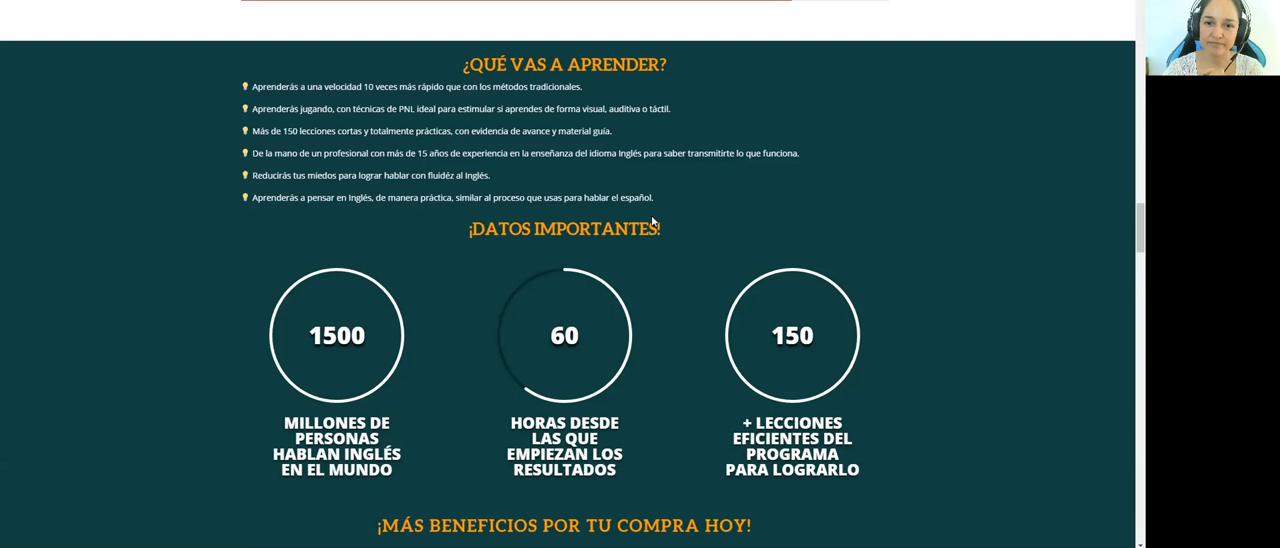 ¿QUÉ VAS A APRENDER?
Aprenderás a una velocidad 10 veces más rápido que con los métodos tradicionales.
Aprenderás jugando, con técnicas de PNL ideal para estimular si aprendes de forma visual, auditiva o táctil.
Más de 150 lecciones cortas y totalmente prácticas, con evidencia de avance y material guía.
De la mano de un profesional con más de 15 años de experiencia en la enseñanza del idioma Inglés para saber transmitirte lo que funciona.
Reducirás tus miedos para lograr hablar con fluidéz al Inglés.
Aprenderás a pensar en Inglés, de manera práctica, similar al proceso que usas para hablar el español.
¡DATOS IMPORTANTES!
1500
MILLONES DE
PERSONAS
HABLAN INGLÉS
EN EL MUNDO
60
HORAS DESDE
LAS QUE
EMPIEZAN LOS
RESULTADOS
150
+ LECCIONES
EFICIENTES DEL
PROGRAMA
PARA LOGRARLO
¡MÁS BENEFICIOS POR TU COMPRA HOY!